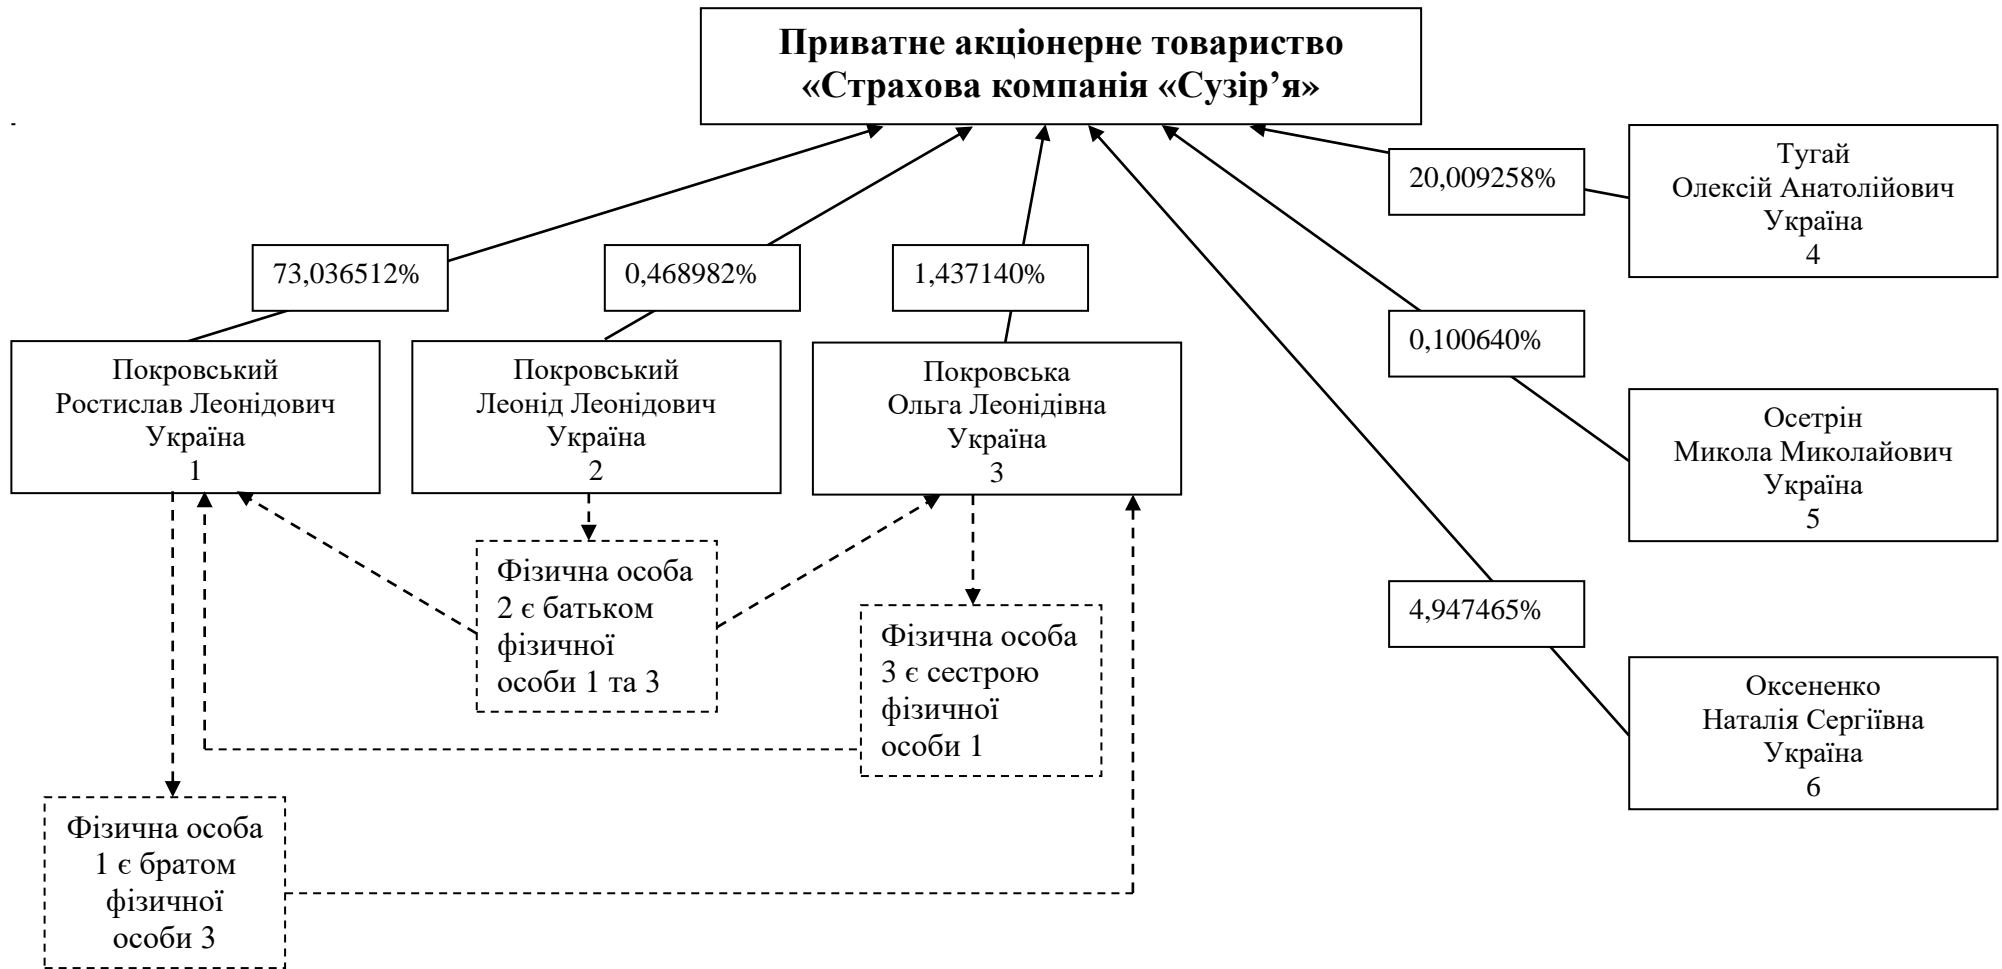 Приватне акціонерне товариство
«Страхова компанія «Сузір’я»
-
Тугай
Олексій Анатолійович
Україна
4
20,009258%
73,036512%
0,468982%
1,437140%
0,100640%
Покровський
Ростислав Леонідович
Україна
1
Покровський
Леонід Леонідович
Україна
2
Покровська
Ольга Леонідівна
Україна
3
Осетрін
Микола Миколайович
Україна
5
Фізична особа
2 є батьком
фізичної
особи 1 та 3
Фізична особа
3 є сестрою
фізичної
особи 1
4,947465%
Оксененко
Наталія Сергіївна
Україна
6
Фізична особа
1 є братом
фізичної
особи 3